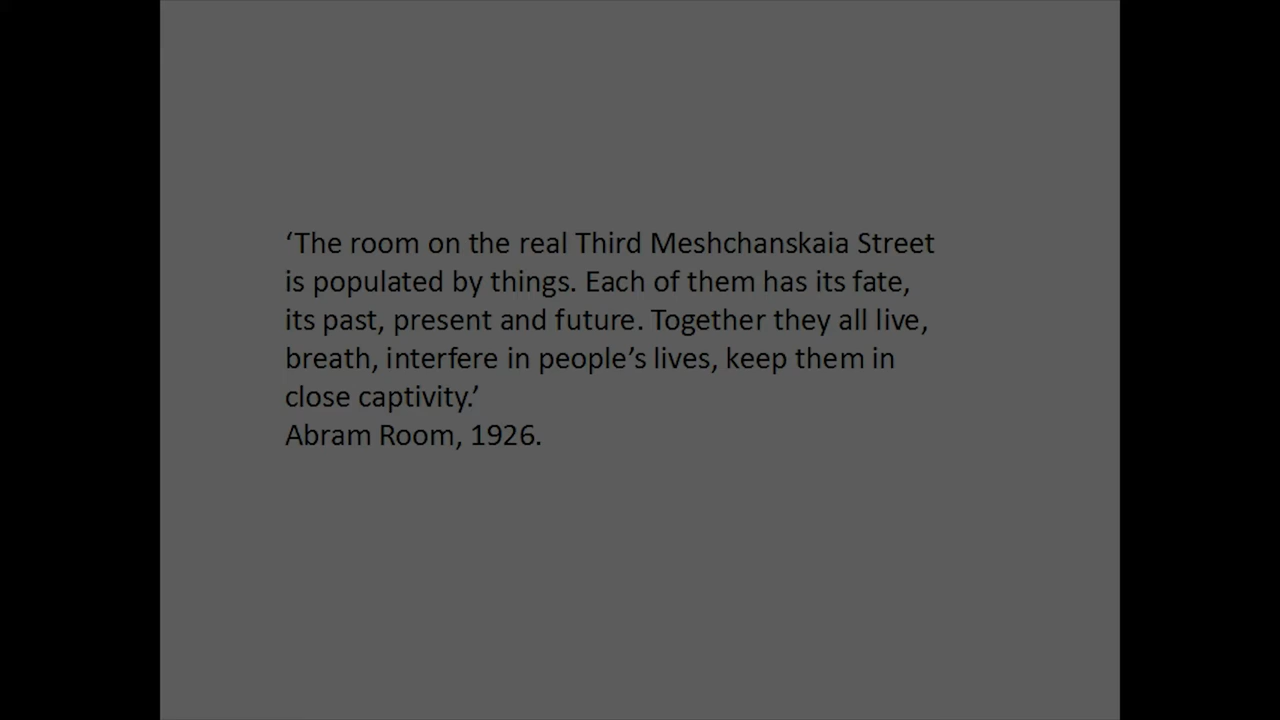 ‘The room on the real Third Meshchanskaia Street
is populated by things. Each of them has its fate,
its past, present and future. Together they all live,
breath, interfere in people’s lives, keep them in
close captivity.’
Abram Room, 1926.